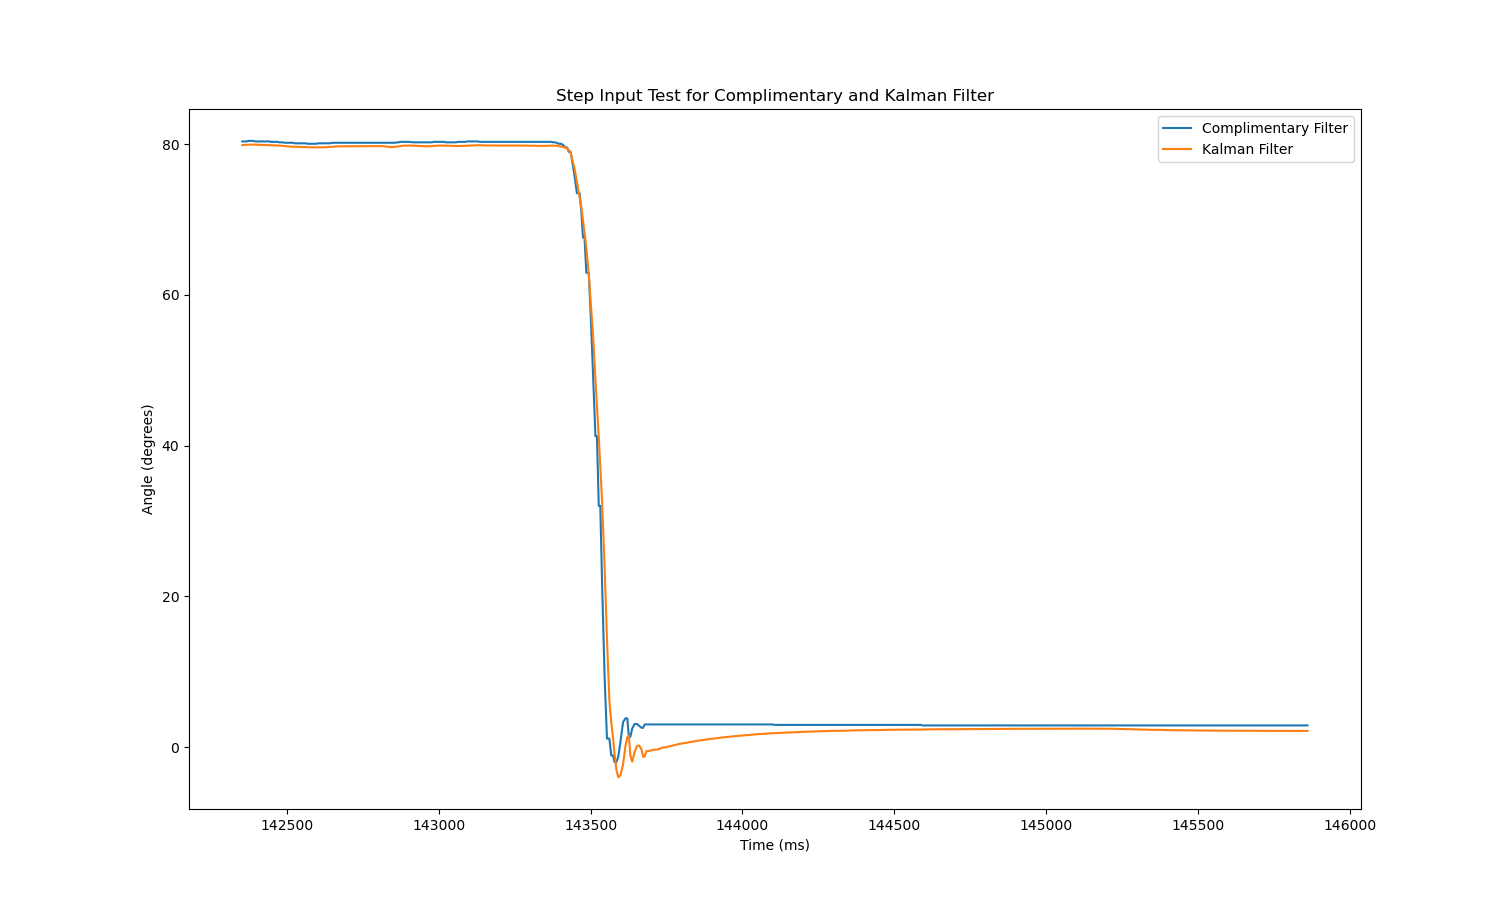 Step Input Test for Complimentary and Kalman Filter
Complimentary Filter
Kalman Filter
80
60
40
20
0
Angle (degrees)
142500 143000 143500 144000 144500 145000 145500 146000
Time (ms)